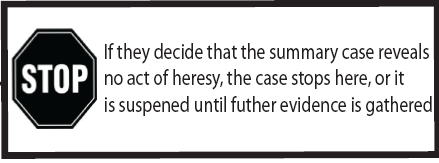 STOP
If they decide that the summary case reveals
no act of heresy, the case stops here, or it
is suspended until futher evidence is gathered